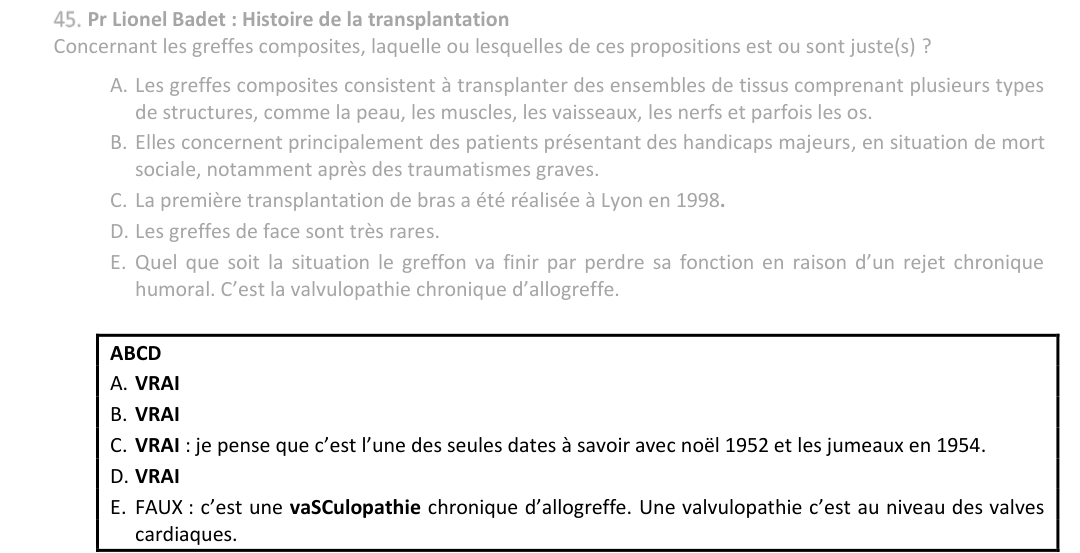 45. Pr Lionel Badet : Histoire de la transplantation
Concernant les greffes composites, laquelle ou lesquelles de ces propositions est ou sont juste(s) ?
A. Les greffes composites consistent à transplanter des ensembles de tissus comprenant plusieurs types
de structures, comme la peau, les muscles, les vaisseaux, les nerfs et parfois les os.
B. Elles concernent principalement des patients présentant des handicaps majeurs, en situation de mort
sociale, notamment après des traumatismes graves.
C. La première transplantation de bras a été réalisée à Lyon en 1998.
D. Les greffes de face sont très rares.
E. Quel que soit la situation le greffon va finir par perdre sa fonction en raison d’un rejet chronique
humoral. C’est la valvulopathie chronique d’allogreffe.
ABCD
A. VRAI
B. VRAI
C. VRAI : je pense que c’est l’une des seules dates à savoir avec noël 1952 et les jumeaux en 1954.
D. VRAI
E. FAUX : c’est une vaSCulopathie chronique d’allogreffe. Une valvulopathie c’est au niveau des valves
cardiaques.